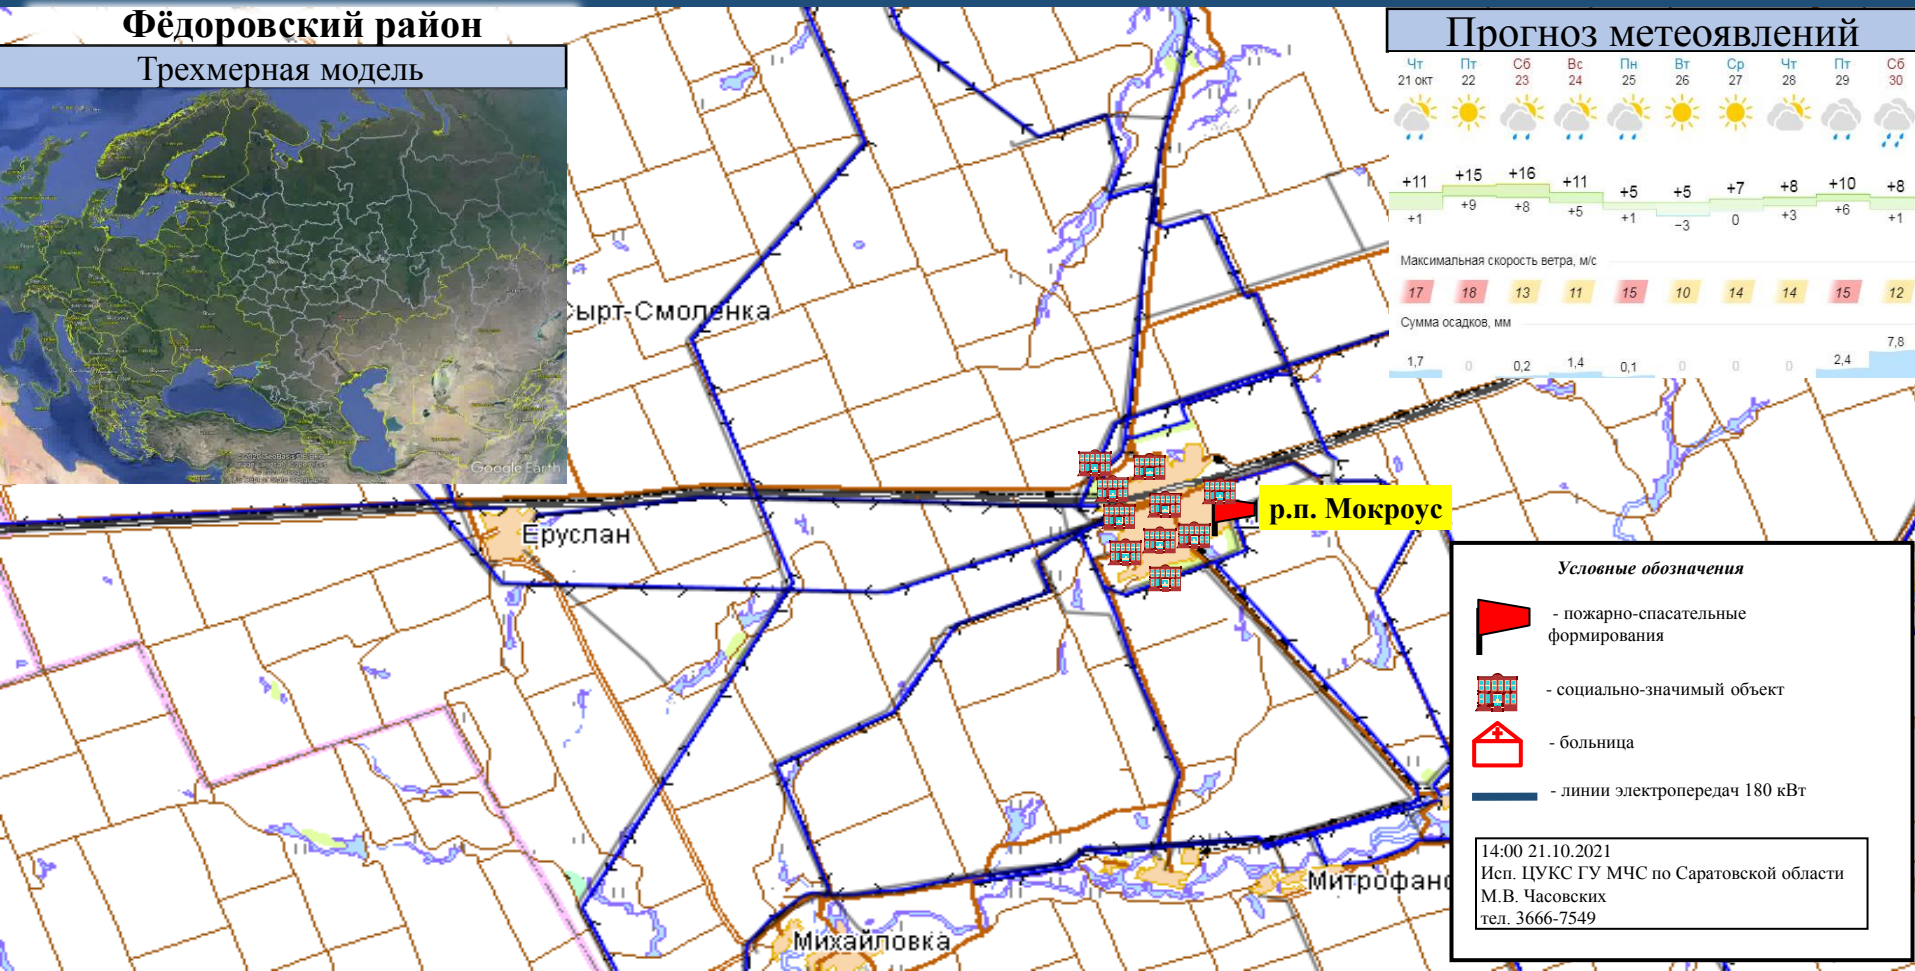 Фёдоровский район
Трехмерная модель
Google Earth
Прогноз метеоявлений
Чт Пт Сб Вс Пн Вт Ср Чт Пт Сб
21 окт 22 23 24 25 26 27 28 29 30
+11 +15 +16 +11 +5 +5 +7 +8 +10 +8
+1 +9 +8 +5 +1 −3 0 +3 +6 +1
Максимальная скорость ветра, м/с
17 18 13 11 15 10 14 14 15 12
Сумма осадков, мм
1,7 0 0,2 1,4 0,1 0 0 0 2,4 7,8
Сырт-Смоленка
Еруслан
р.п. Мокроус
Митрофано
Михайловка
Условные обозначения
- пожарно-спасательные
формирования
- социально-значимый объект
- больница
- линии электропередач 180 кВт
14:00 21.10.2021
Исп. ЦУКС ГУ МЧС по Саратовской области
М.В. Часовских
тел. 3666-7549